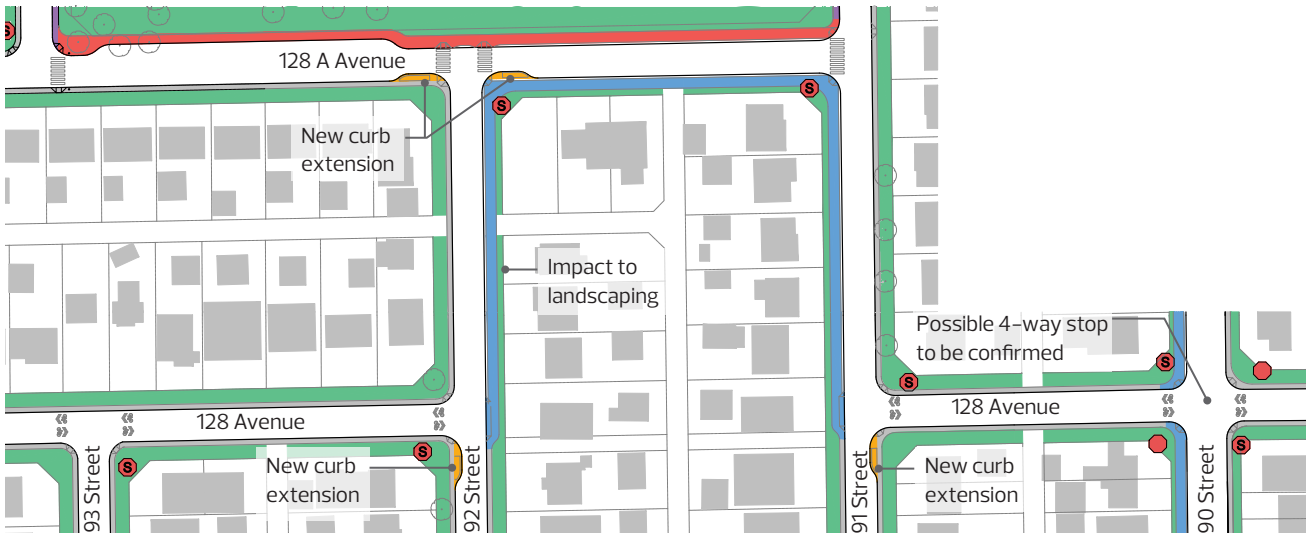 S
128 A Avenue
S
S
New curb
extension
Impact to
landscaping
Possible 4-way stop
to be confirmed
S
S
128 Avenue
128 Avenue
S
S
S
New curb
extension
New curb
extension
93 Street
92 Street
91 Street
90 Street